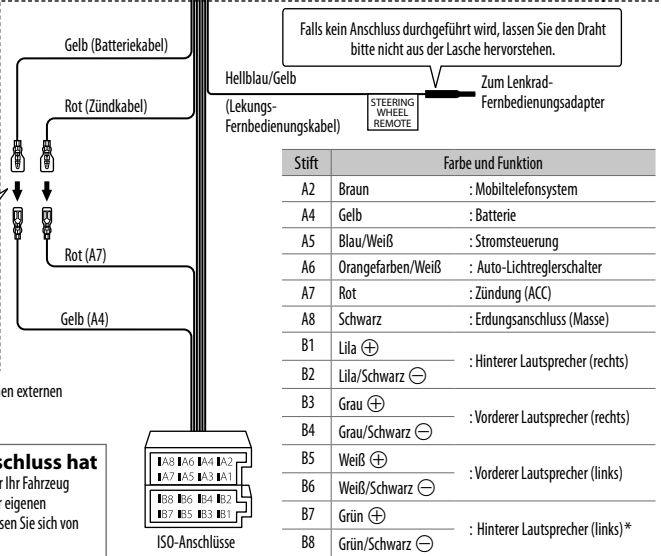 Falls kein Anschluss durchgeführt wird, lassen Sie den Draht
bitte nicht aus der Lasche hervorstehen.
Gelb (Batteriekabel)
Hellblau/Gelb
(Lekungs-
Fernbedienungskabel)
STEERING
WHEEL
REMOTE
Zum Lenkrad-
Fernbedienungsadapter
Rot (Zündkabel)
Rot (A7)
Gelb (A4)
en externen
schluss hat
r Ihr Fahrzeug
r eigenen
sen Sie sich von
A8 A6 A4 A2
A7 A5 A3 A1
B8 B6 B4 B2
B7 B5 B3 B1
ISO-Anschlüsse
Stift Farbe und Funktion
A2 Braun : Mobiltelefonsystem
A4 Gelb : Batterie
A5 Blau/Weiß : Stromsteuerung
A6 Orangefarben/Weiß : Auto-Lichtreglerschalter
A7 Rot : Zündung (ACC)
A8 Schwarz : Erdungsanschluss (Masse)
B1 Lila ⊕ : Hinterer Lautsprecher (rechts)
B2 Lila/Schwarz ⊖
B3 Grau ⊕ : Vorderer Lautsprecher (rechts)
B4 Grau/Schwarz ⊖
B5 Weiß ⊕ : Vorderer Lautsprecher (links)
B6 Weiß/Schwarz ⊖
B7 Grün ⊕ : Hinterer Lautsprecher (links)*
B8 Grün/Schwarz ⊖